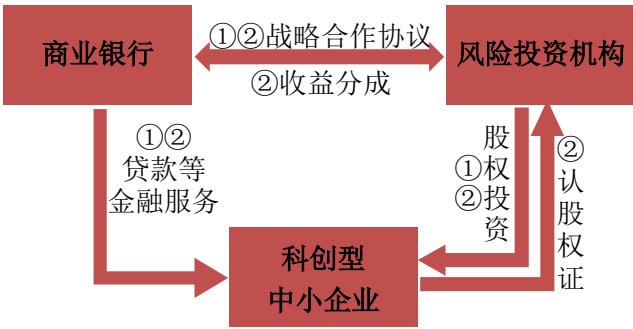 商业银行
①②战略合作协议
②收益分成
风险投资机构
①②
贷款等
金融服务
股
①权
②投
资
②
认
股
权
证
科创型
中小企业